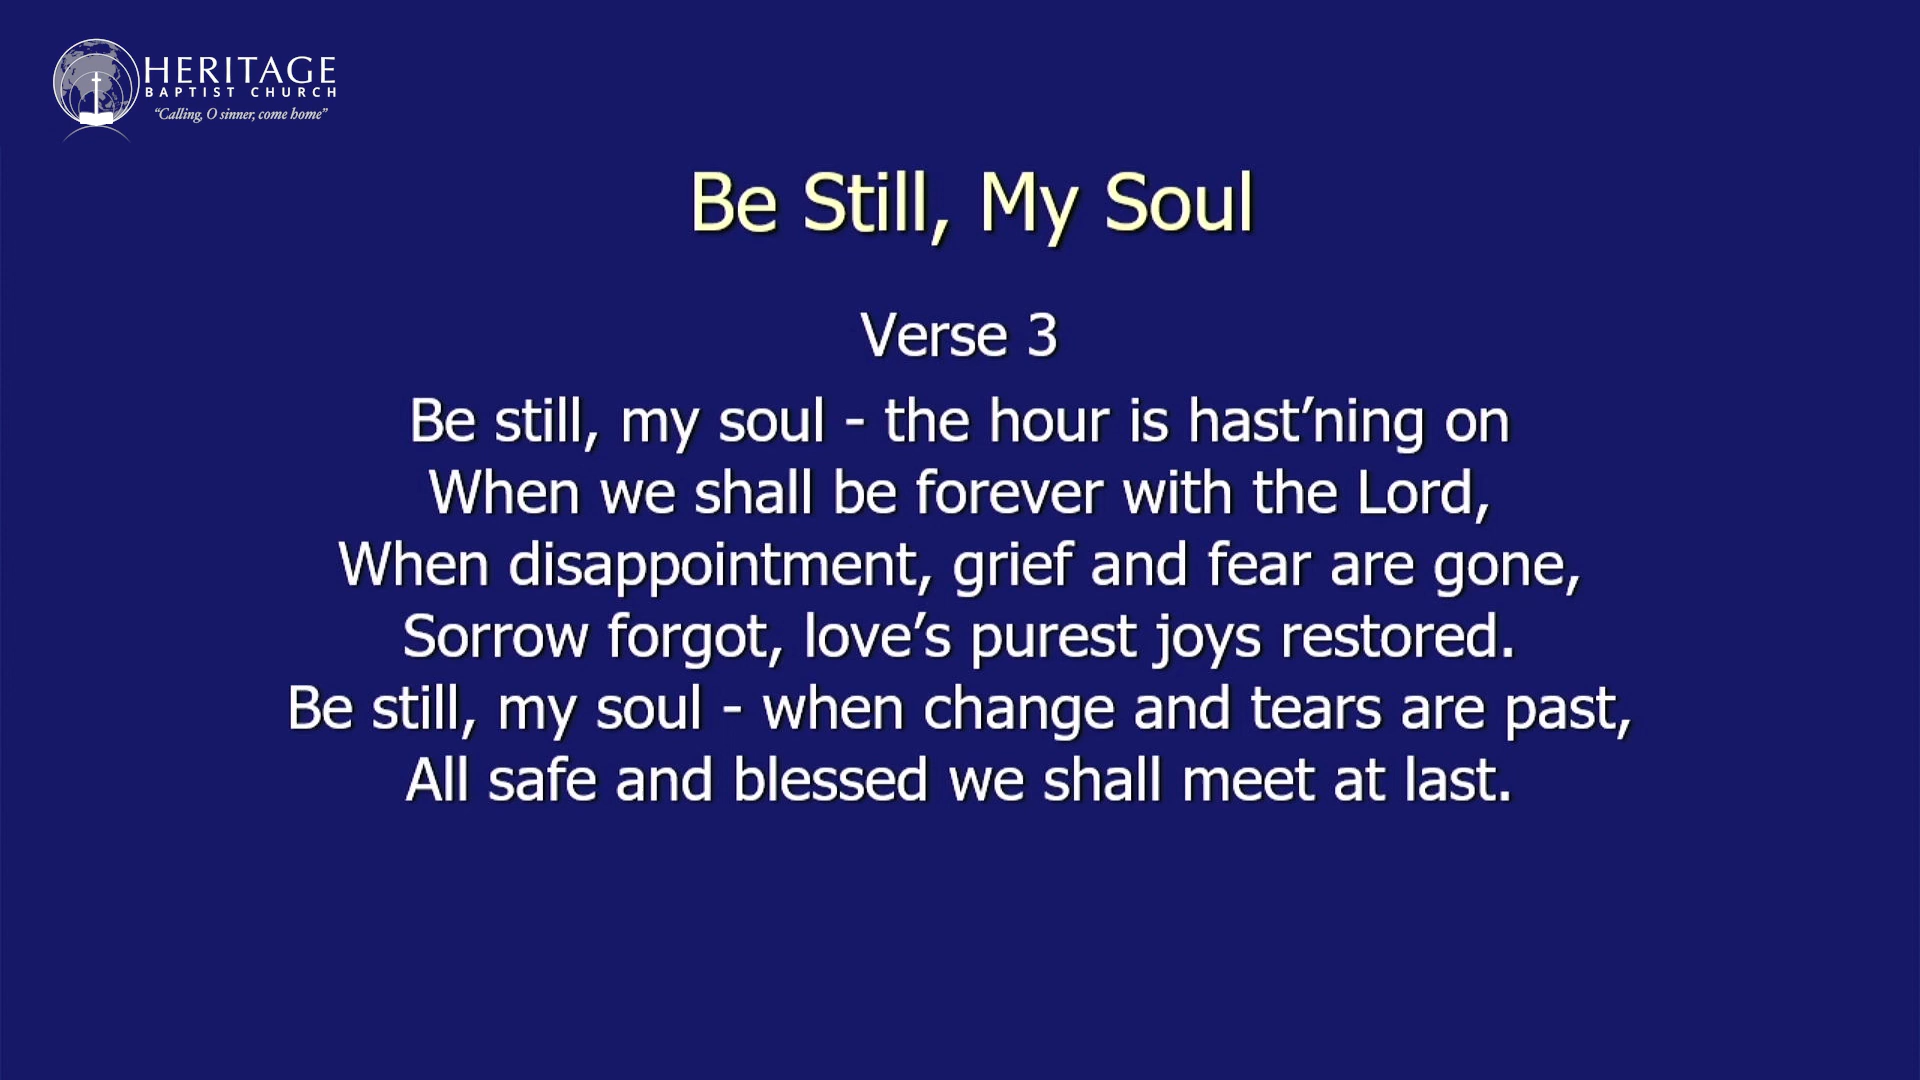 HERITAGE
BAPTIST CHURCH
“Calling, O sinner, come home”
Be Still, My Soul
Verse 3
Be still, my soul - the hour is hast’ning on
When we shall be forever with the Lord,
When disappointment, grief and fear are gone,
Sorrow forgot, love’s purest joys restored.
Be still, my soul - when change and tears are past,
All safe and blessed we shall meet at last.